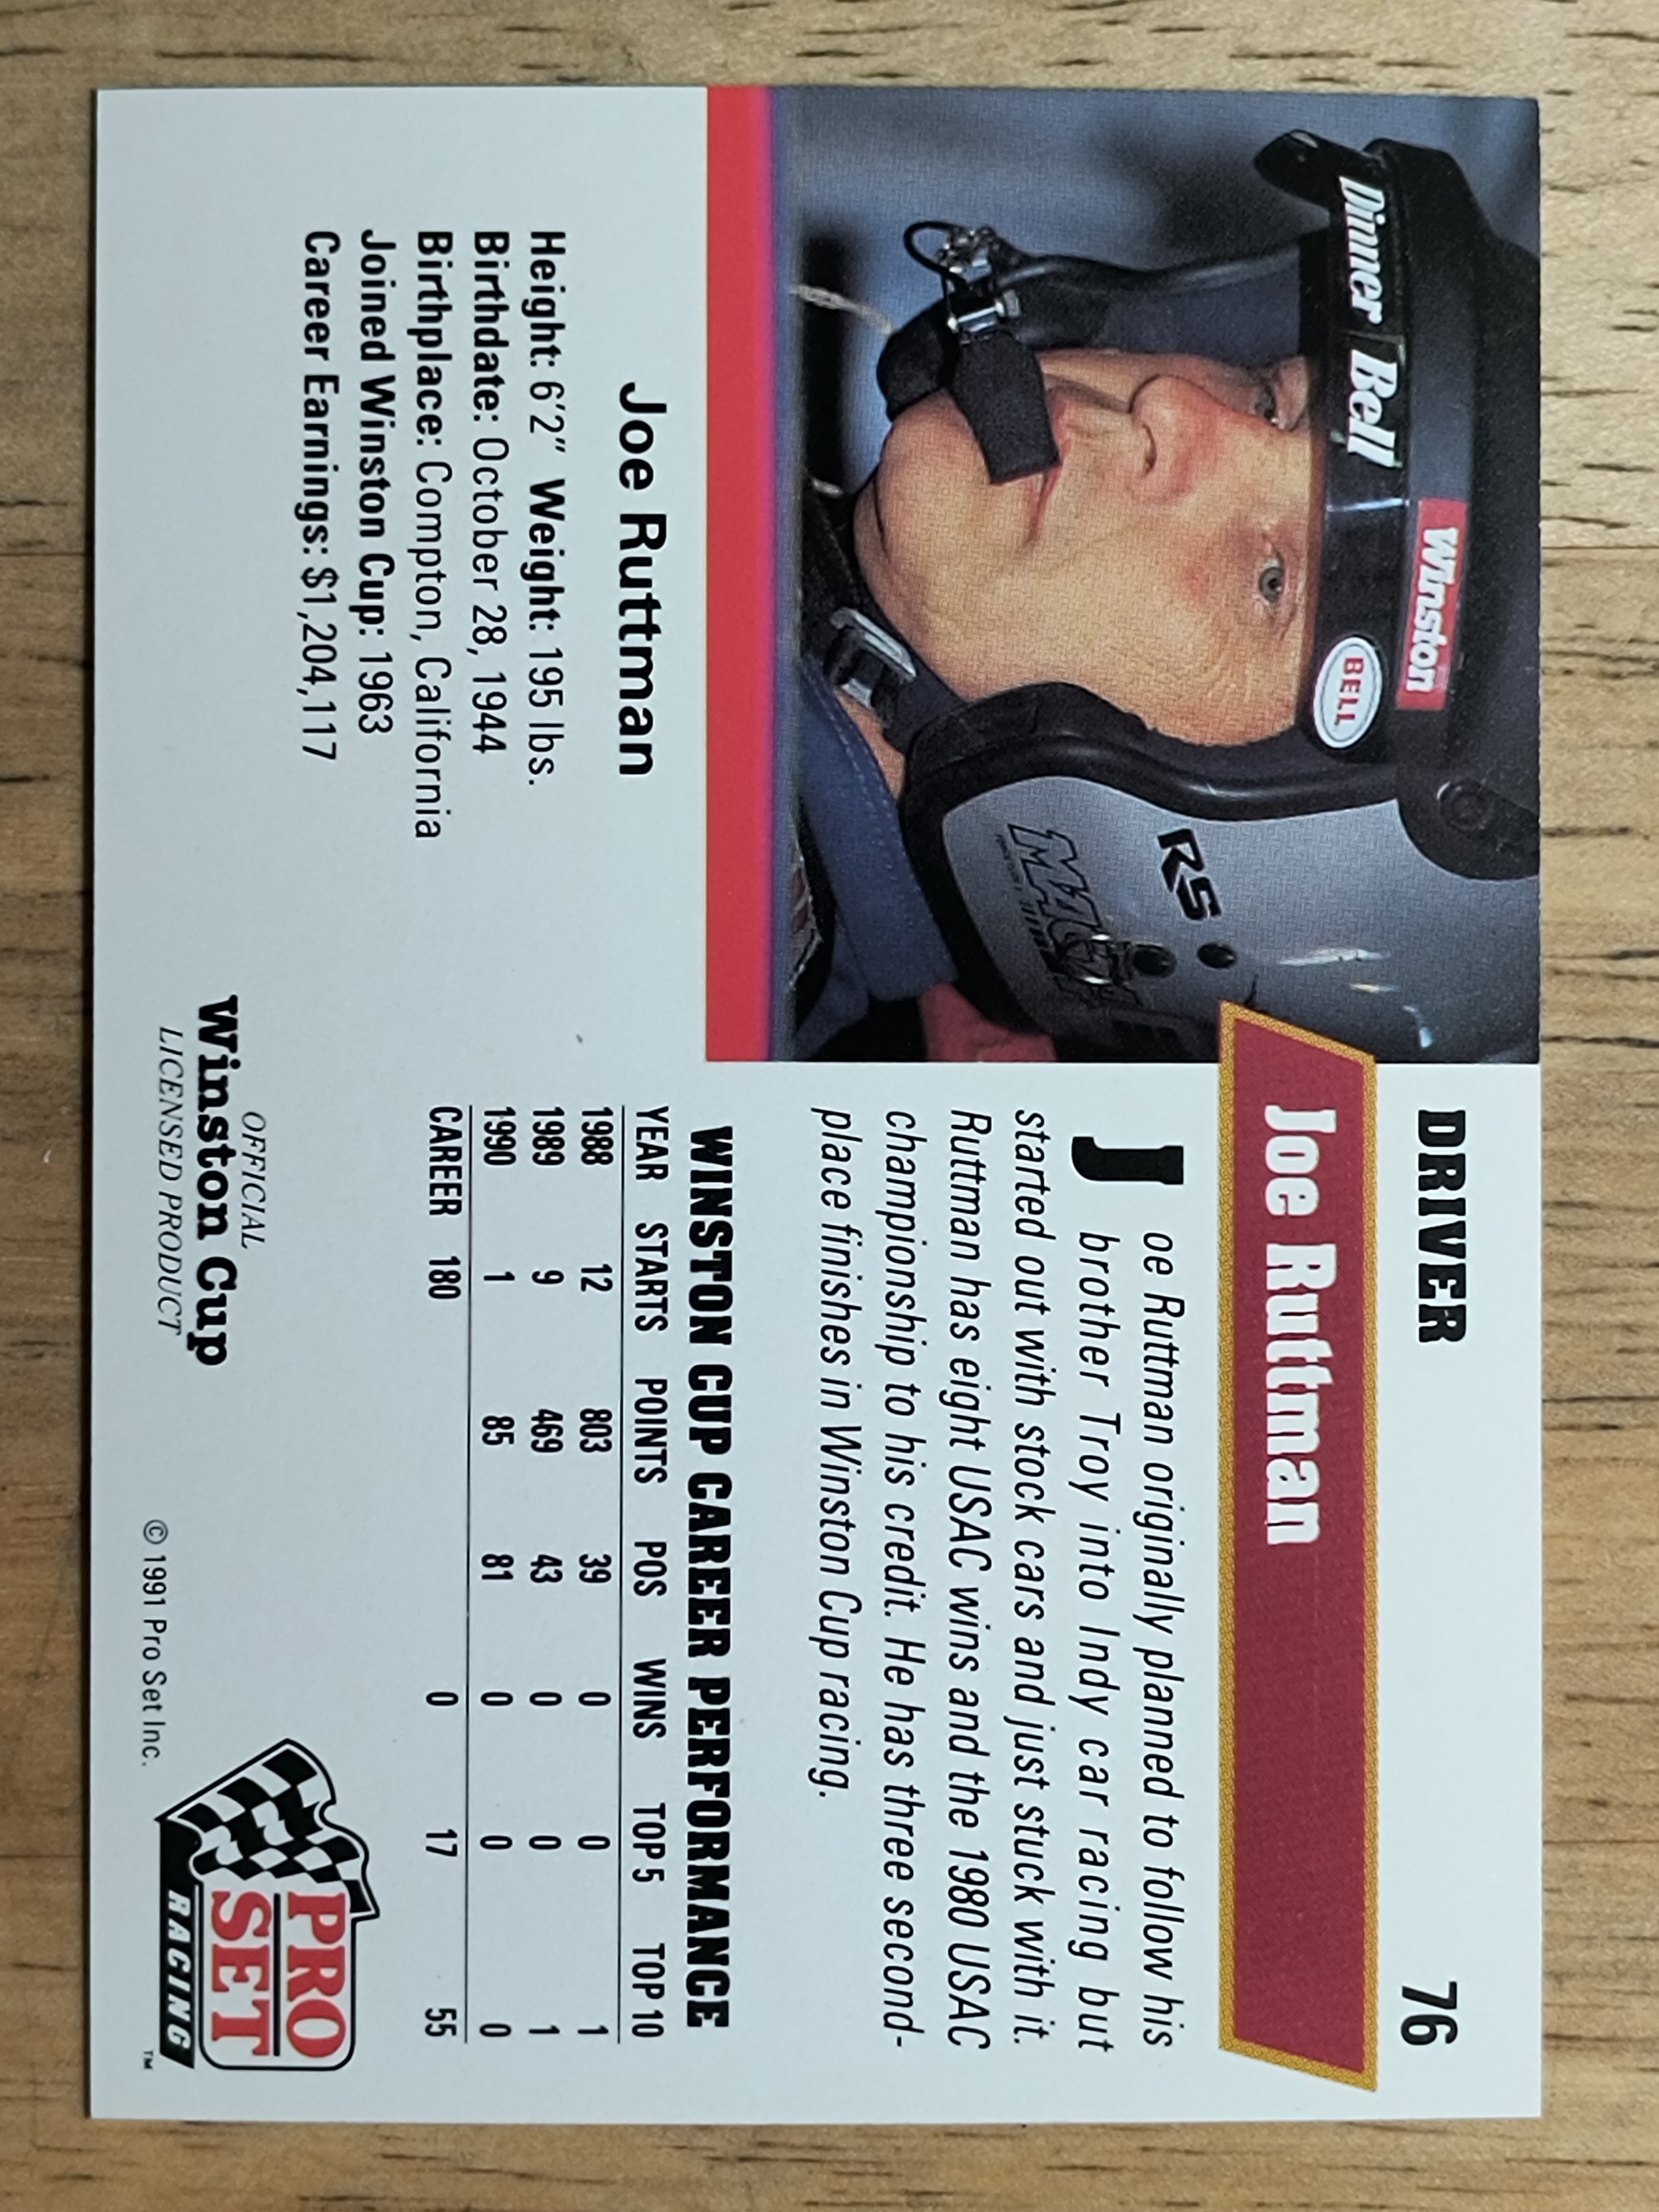 Dinner Bell
Winston
BELL
RS
Joe Ruttman
Height: 6'2" Weight: 195 lbs.
Birthdate: October 28, 1944
Birthplace: Compton, California
Joined Winston Cup: 1963
Career Earnings: $1,204,117
DRIVER 76
Joe Ruttman
Joe Ruttman originally planned to follow his
brother Troy into Indy car racing but
started out with stock cars and just stuck with it.
Ruttman has eight USAC wins and the 1980 USAC
championship to his credit. He has three second-
place finishes in Winston Cup racing.
WINSTON CUP CAREER PERFORMANCE
YEAR STARTS POINTS POS WINS TOP 5 TOP 10
1988 12 803 39 0 0 1
1989 9 469 43 0 0 1
1990 1 85 81 0 0 0
CAREER 180 0 17 55
OFFICIAL
Winston Cup
LICENSED PRODUCT
© 1991 Pro Set Inc.
PRO
SET
RACING
TM